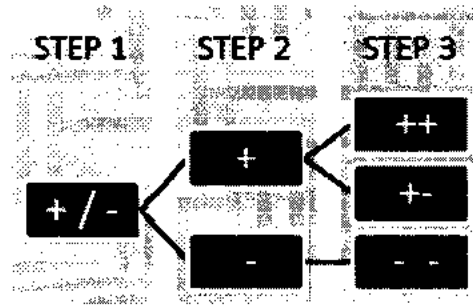 STEP 1 STEP 2 STEP 3
++
+
+-
+ / -
-
- -